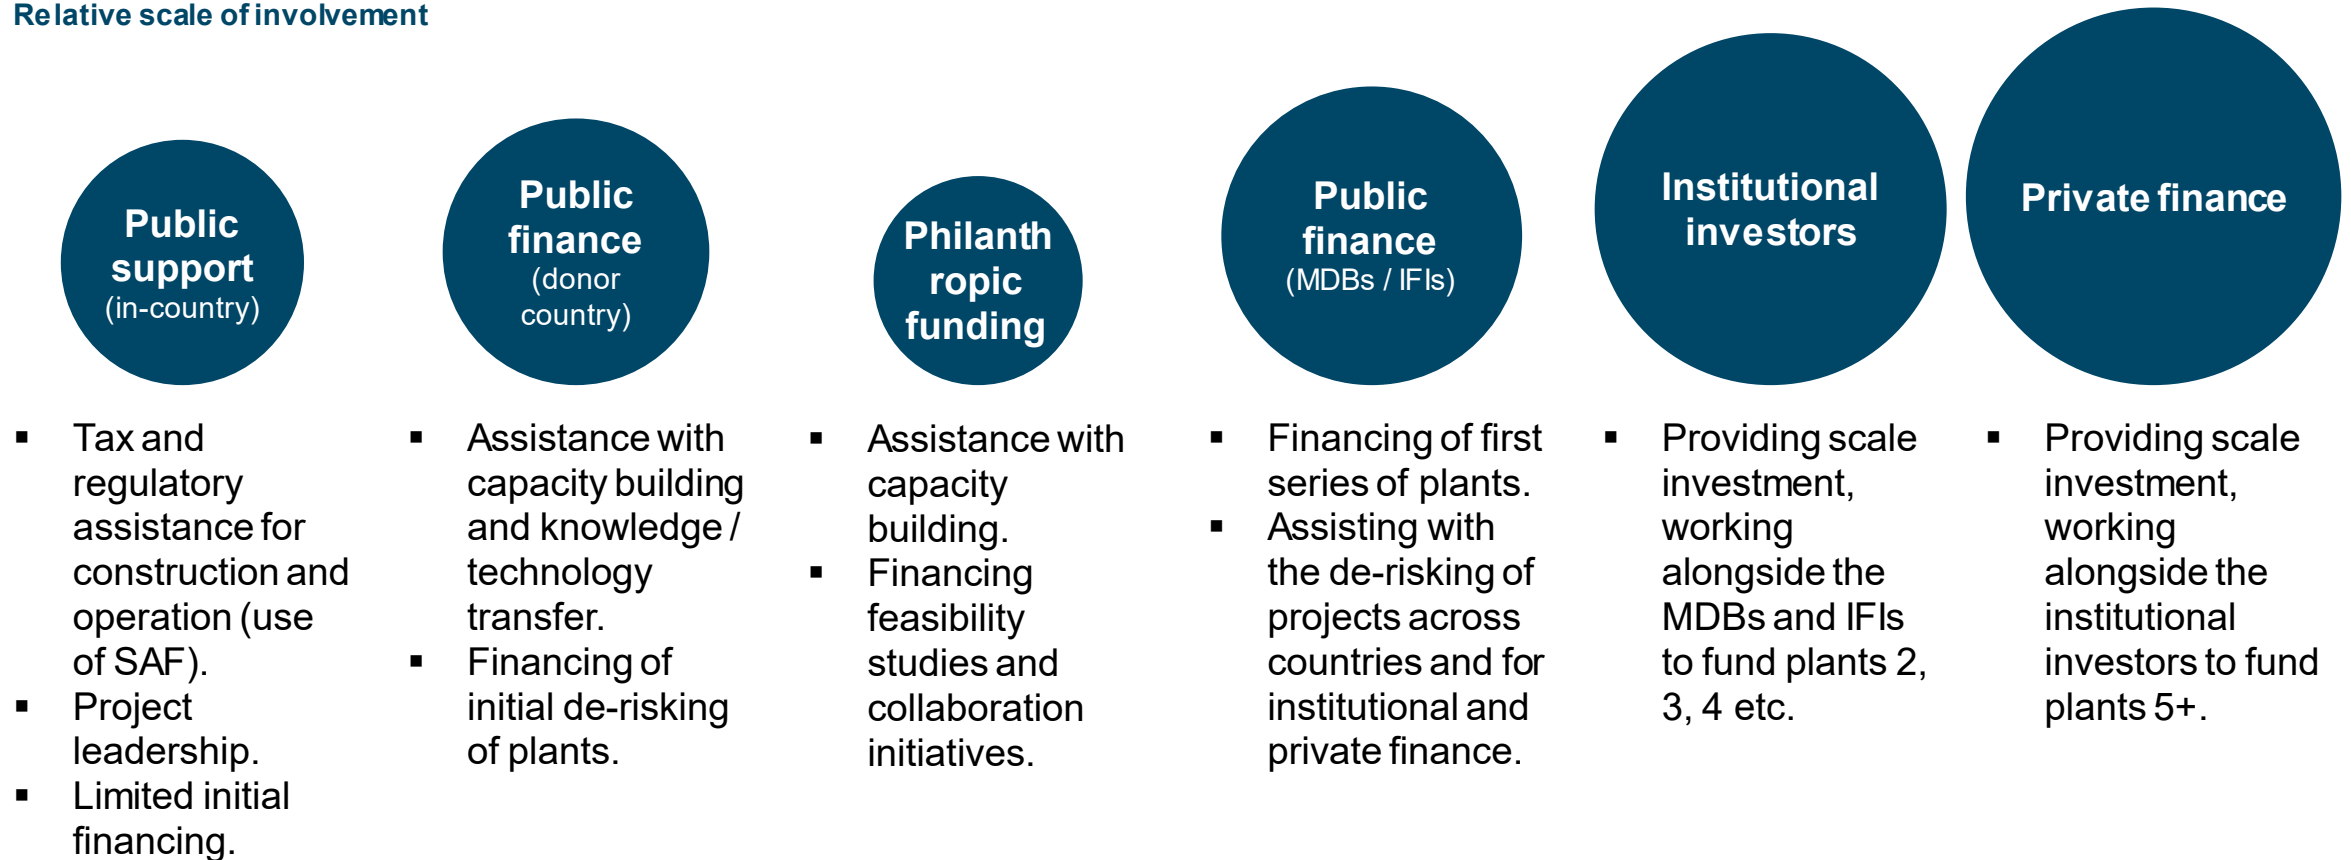 Relative scale of involvement
Public
support
(in-country)
Public
finance
(donor
country)
Philanth
ropic
funding
Public
finance
(MDBs / IFIs)
Institutional
investors
Private finance
▪ Tax and
regulatory
assistance for
construction and
operation (use
of SAF).
▪ Project
leadership.
▪ Limited initial
financing.
▪ Assistance with
capacity building
and knowledge /
technology
transfer.
▪ Financing of
initial de-risking
of plants.
▪ Assistance with
capacity
building.
▪ Financing
feasibility
studies and
collaboration
initiatives.
▪ Financing of first
series of plants.
▪ Assisting with
the de-risking of
projects across
countries and for
institutional and
private finance.
▪ Providing scale
investment,
working
alongside the
MDBs and IFIs
to fund plants 2,
3, 4 etc.
▪ Providing scale
investment,
working
alongside the
institutional
investors to fund
plants 5+.